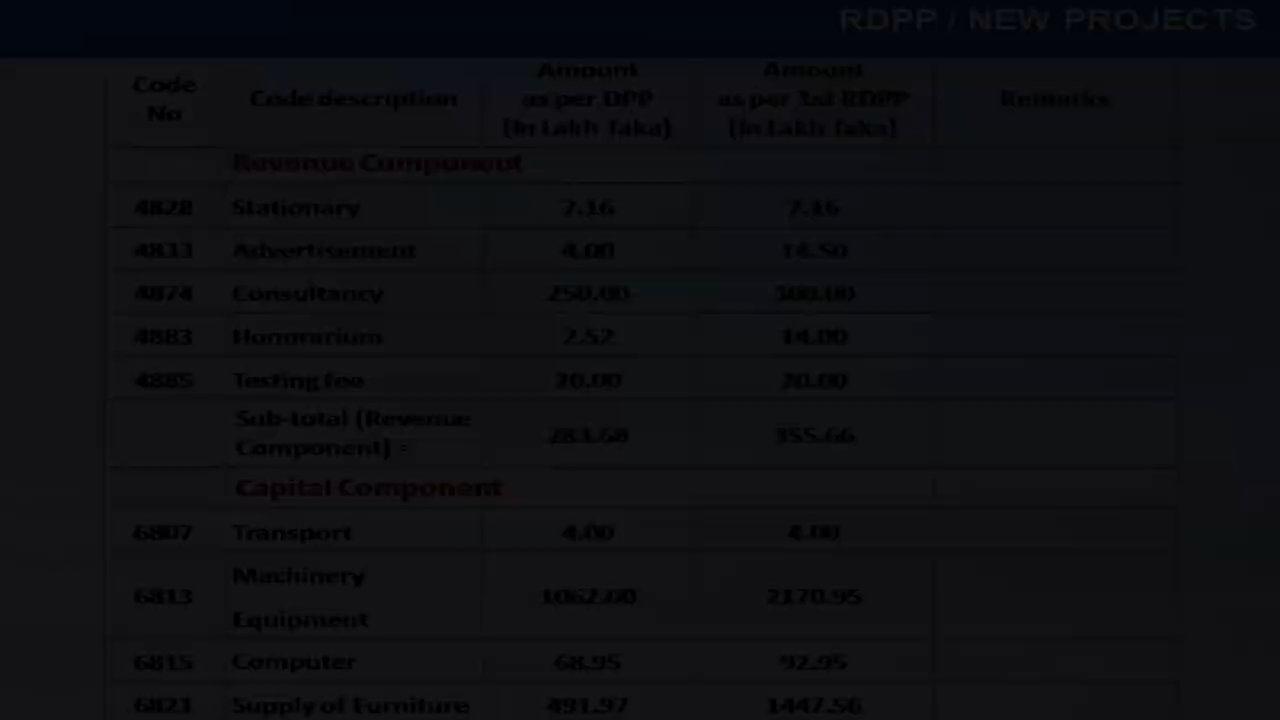 RDPP / NEW PROJECTS
Code No
Code description
Amount as per DPP (In Lakh Taka)
Amount as per 1st RDPP (In Lakh Taka)
Remarks
Revenue Component
4828 Stationary 7.16 7.16
4833 Advertisement 4.00 14.50
4874 Consultancy 250.00 300.00
4883 Honorarium 2.52 14.00
4885 Testing fee 20.00 20.00
Sub-total (Revenue
Component) = 283.68 355.66
Capital Component
6807 Transport 4.00 4.00
Machinery
6813 1062.00 2170.95
Equipment
6815 Computer 68.95 92.95
6821 Supply of Furniture 491.97 1447.56